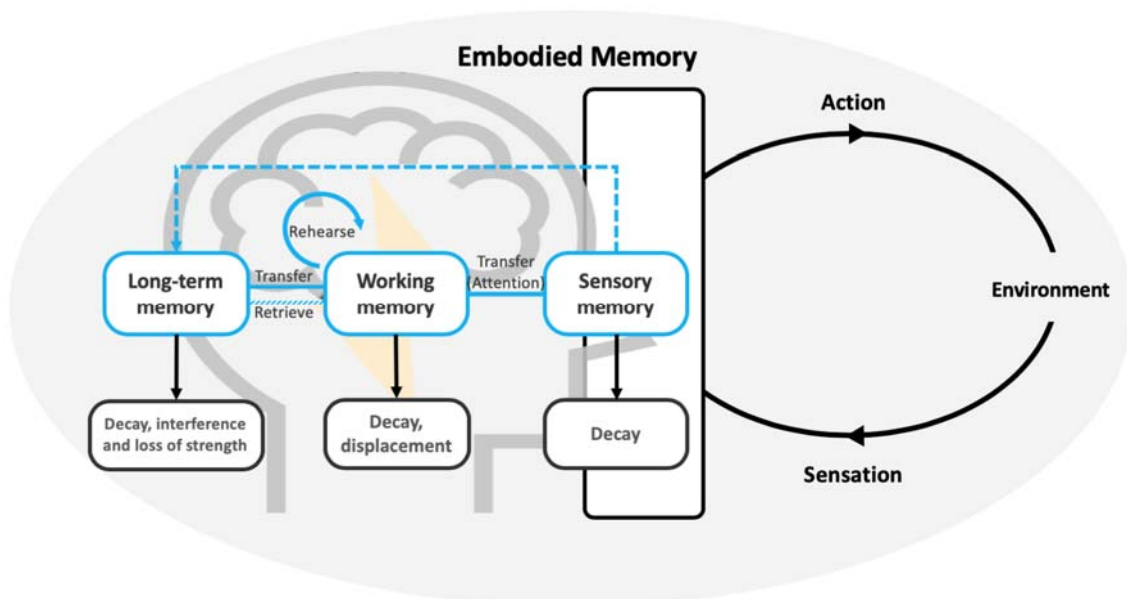 Embodied Memory
Action
Rehearse
Long-term
memory
Transfer
Retrieve
Working
memory
Transfer
(Attention)
Sensory
memory
Environment
Decay, interference
and loss of strength
Decay,
displacement
Decay
Sensation